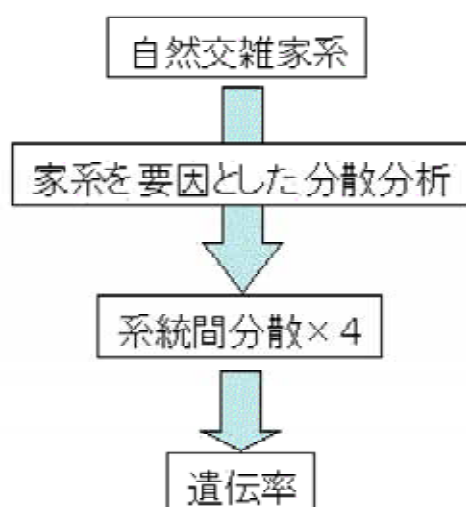 自然交雑家系
家系を要因とした分散分析
系統間分散×4
遺伝率